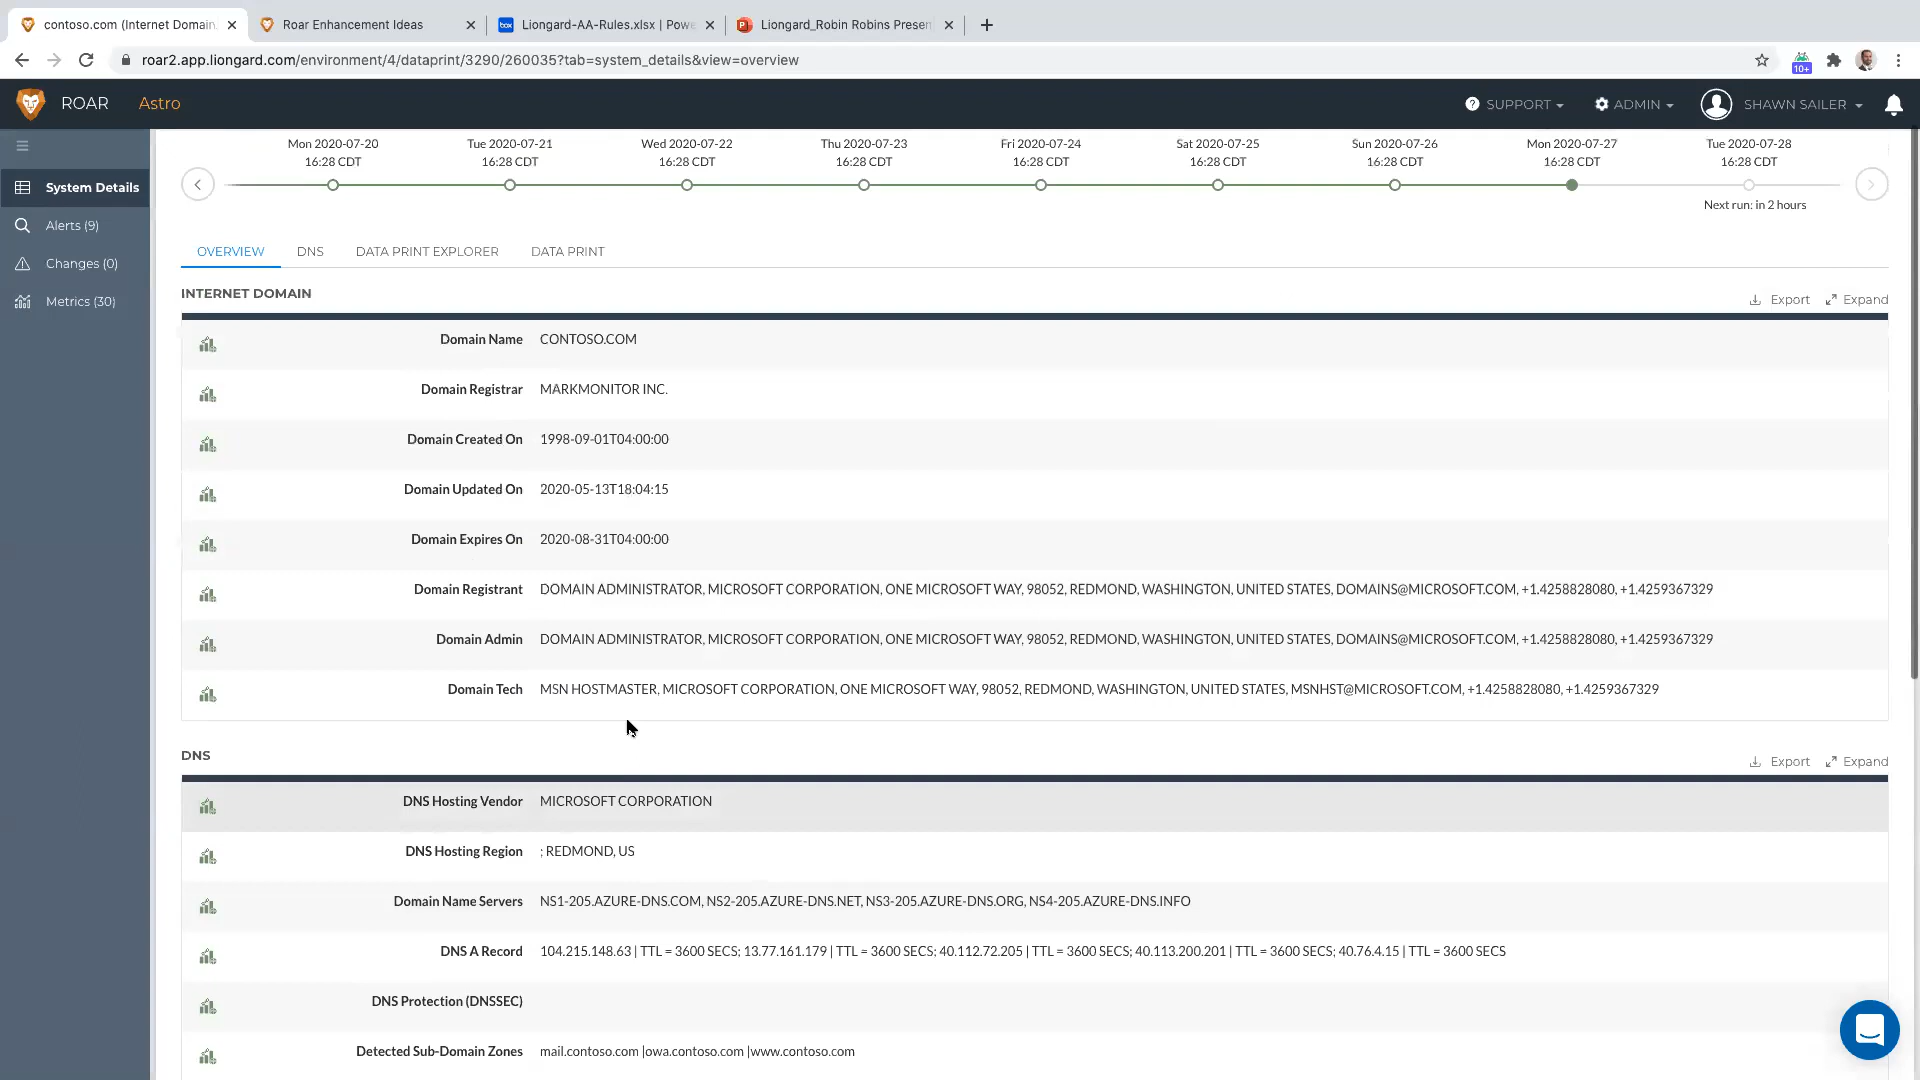 contoso.com (Internet Domain
Roar Enhancement Ideas
box
Liongard-AA-Rules.xlsx | Powe
Liongard_Robin Robins Presen
roar2.app.liongard.com/environment/4/dataprint/3290/260035?tab=system_details&view=overview
10+
ROAR
Astro
SUPPORT
ADMIN
SHAWN SAILER
System Details
Alerts (9)
Changes (0)
Metrics (30)
Mon 2020-07-20
16:28 CDT
Tue 2020-07-21
16:28 CDT
Wed 2020-07-22
16:28 CDT
Thu 2020-07-23
16:28 CDT
Fri 2020-07-24
16:28 CDT
Sat 2020-07-25
16:28 CDT
Sun 2020-07-26
16:28 CDT
Mon 2020-07-27
16:28 CDT
Tue 2020-07-28
16:28 CDT
Next run: in 2 hours
OVERVIEW
DNS
DATA PRINT EXPLORER
DATA PRINT
INTERNET DOMAIN
Export
Expand
Domain Name CONTOSO.COM
Domain Registrar MARKMONITOR INC.
Domain Created On 1998-09-01T04:00:00
Domain Updated On 2020-05-13T18:04:15
Domain Expires On 2020-08-31T04:00:00
Domain Registrant DOMAIN ADMINISTRATOR, MICROSOFT CORPORATION, ONE MICROSOFT WAY, 98052, REDMOND, WASHINGTON, UNITED STATES, DOMAINS@MICROSOFT.COM, +1.4258828080, +1.4259367329
Domain Admin DOMAIN ADMINISTRATOR, MICROSOFT CORPORATION, ONE MICROSOFT WAY, 98052, REDMOND, WASHINGTON, UNITED STATES, DOMAINS@MICROSOFT.COM, +1.4258828080, +1.4259367329
Domain Tech MSN HOSTMASTER, MICROSOFT CORPORATION, ONE MICROSOFT WAY, 98052, REDMOND, WASHINGTON, UNITED STATES, MSNHST@MICROSOFT.COM, +1.4258828080, +1.4259367329
DNS
Export
Expand
DNS Hosting Vendor MICROSOFT CORPORATION
DNS Hosting Region ; REDMOND, US
Domain Name Servers NS1-205.AZURE-DNS.COM, NS2-205.AZURE-DNS.NET, NS3-205.AZURE-DNS.ORG, NS4-205.AZURE-DNS.INFO
DNS A Record 104.215.148.63 | TTL = 3600 SECS; 13.77.161.179 | TTL = 3600 SECS; 40.112.72.205 | TTL = 3600 SECS; 40.113.200.201 | TTL = 3600 SECS; 40.76.4.15 | TTL = 3600 SECS
DNS Protection (DNSSEC)
Detected Sub-Domain Zones mail.contoso.com |owa.contoso.com |www.contoso.com